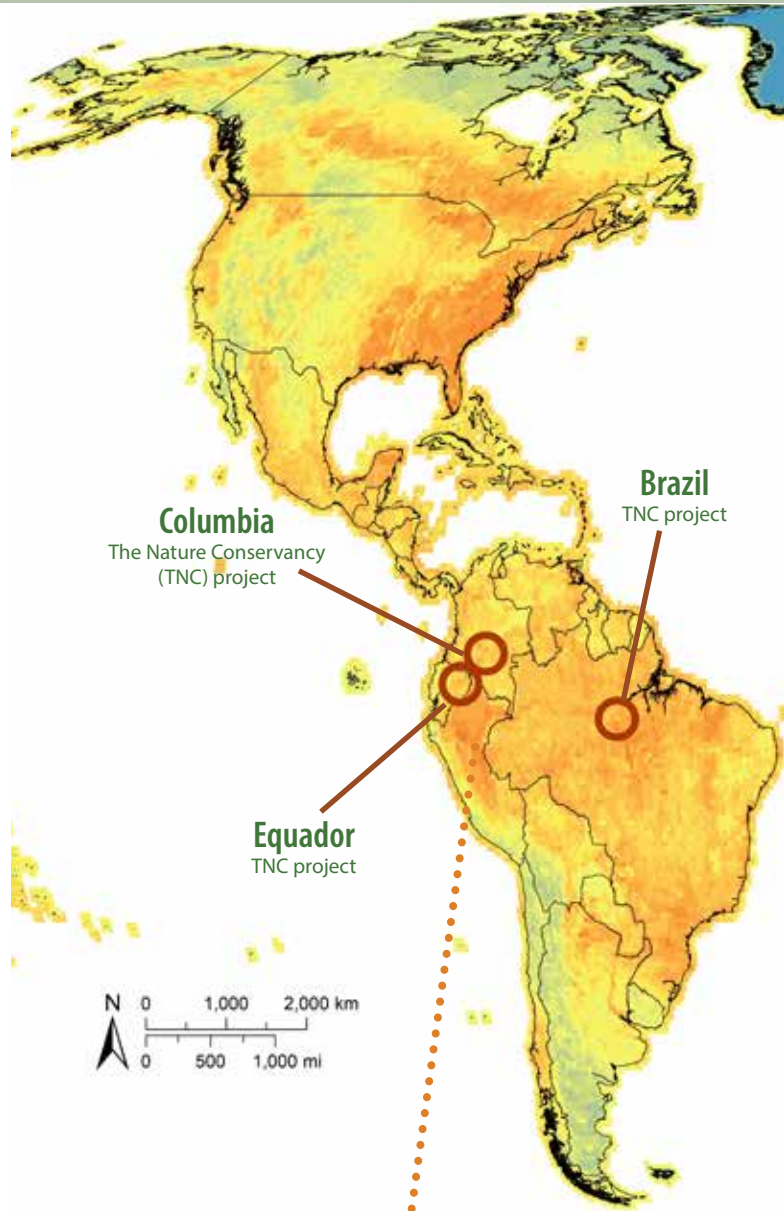 Brazil
TNC project
Columbia
The Nature Conservancy
(TNC) project
Equador
TNC project
N 0 1,000 2,000 km
0 500 1,000 mi